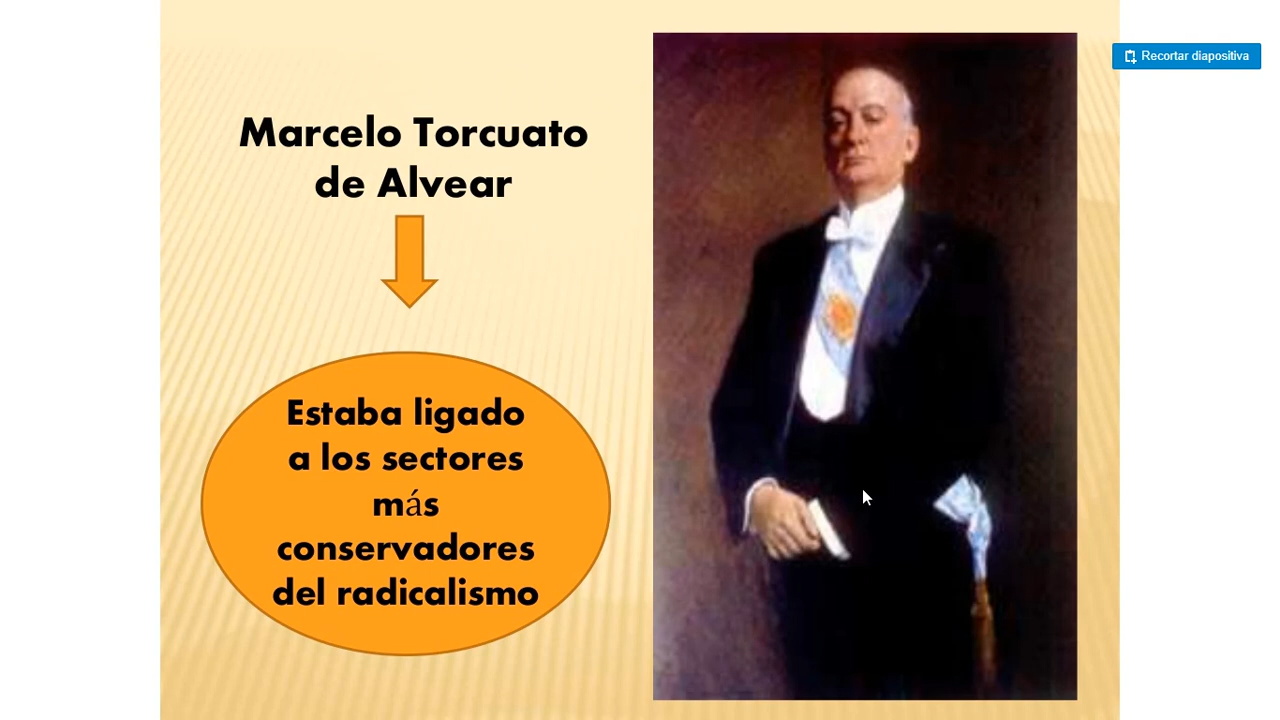 Recortar diapositiva
Marcelo Torcuato
de Alvear
Estaba ligado
a los sectores
más
conservadores
del radicalismo